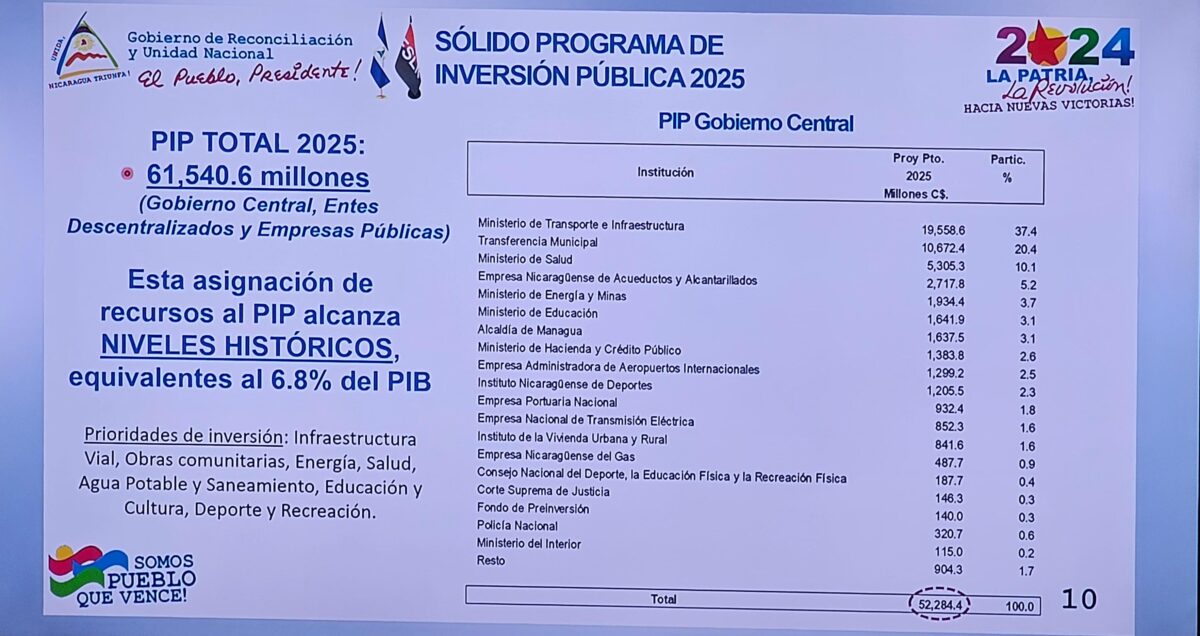 UNIDA,
NICARAGUA TRIUNFA!
Gobierno de Reconciliación
y Unidad Nacional
El Pueblo, Presidente!
SÓLIDO PROGRAMA DE
INVERSIÓN PÚBLICA 2025
2024
LA PATRIA,
La Revolución!
HACIA NUEVAS VICTORIAS!
PIP TOTAL 2025:
61,540.6 millones
(Gobierno Central, Entes
Descentralizados y Empresas Públicas)
Esta asignación de
recursos al PIP alcanza
NIVELES HISTÓRICOS,
equivalentes al 6.8% del PIB
Prioridades de inversión: Infraestructura
Vial, Obras comunitarias, Energía, Salud,
Agua Potable y Saneamiento, Educación y
Cultura, Deporte y Recreación.
SOMOS
PUEBLO
QUE VENCE!
PIP Gobierno Central
Institución Proy Pto. 2025 Millones C$. Partic. %
Ministerio de Transporte e Infraestructura 19,558.6 37.4
Transferencia Municipal 10,672.4 20.4
Ministerio de Salud 5,305.3 10.1
Empresa Nicaragüense de Acueductos y Alcantarillados 2,717.8 5.2
Ministerio de Energía y Minas 1,934.4 3.7
Ministerio de Educación 1,641.9 3.1
Alcaldía de Managua 1,637.5 3.1
Ministerio de Hacienda y Crédito Público 1,383.8 2.6
Empresa Administradora de Aeropuertos Internacionales 1,299.2 2.5
Instituto Nicaragüense de Deportes 1,205.5 2.3
Empresa Portuaria Nacional 932.4 1.8
Empresa Nacional de Transmisión Eléctrica 852.3 1.6
Instituto de la Vivienda Urbana y Rural 841.6 1.6
Empresa Nicaragüense del Gas 487.7 0.9
Consejo Nacional del Deporte, la Educación Física y la Recreación Física 187.7 0.4
Corte Suprema de Justicia 146.3 0.3
Fondo de Preinversión 140.0 0.3
Policía Nacional 320.7 0.6
Ministerio del Interior 115.0 0.2
Resto 904.3 1.7
Total 52,284.4 100.0
10